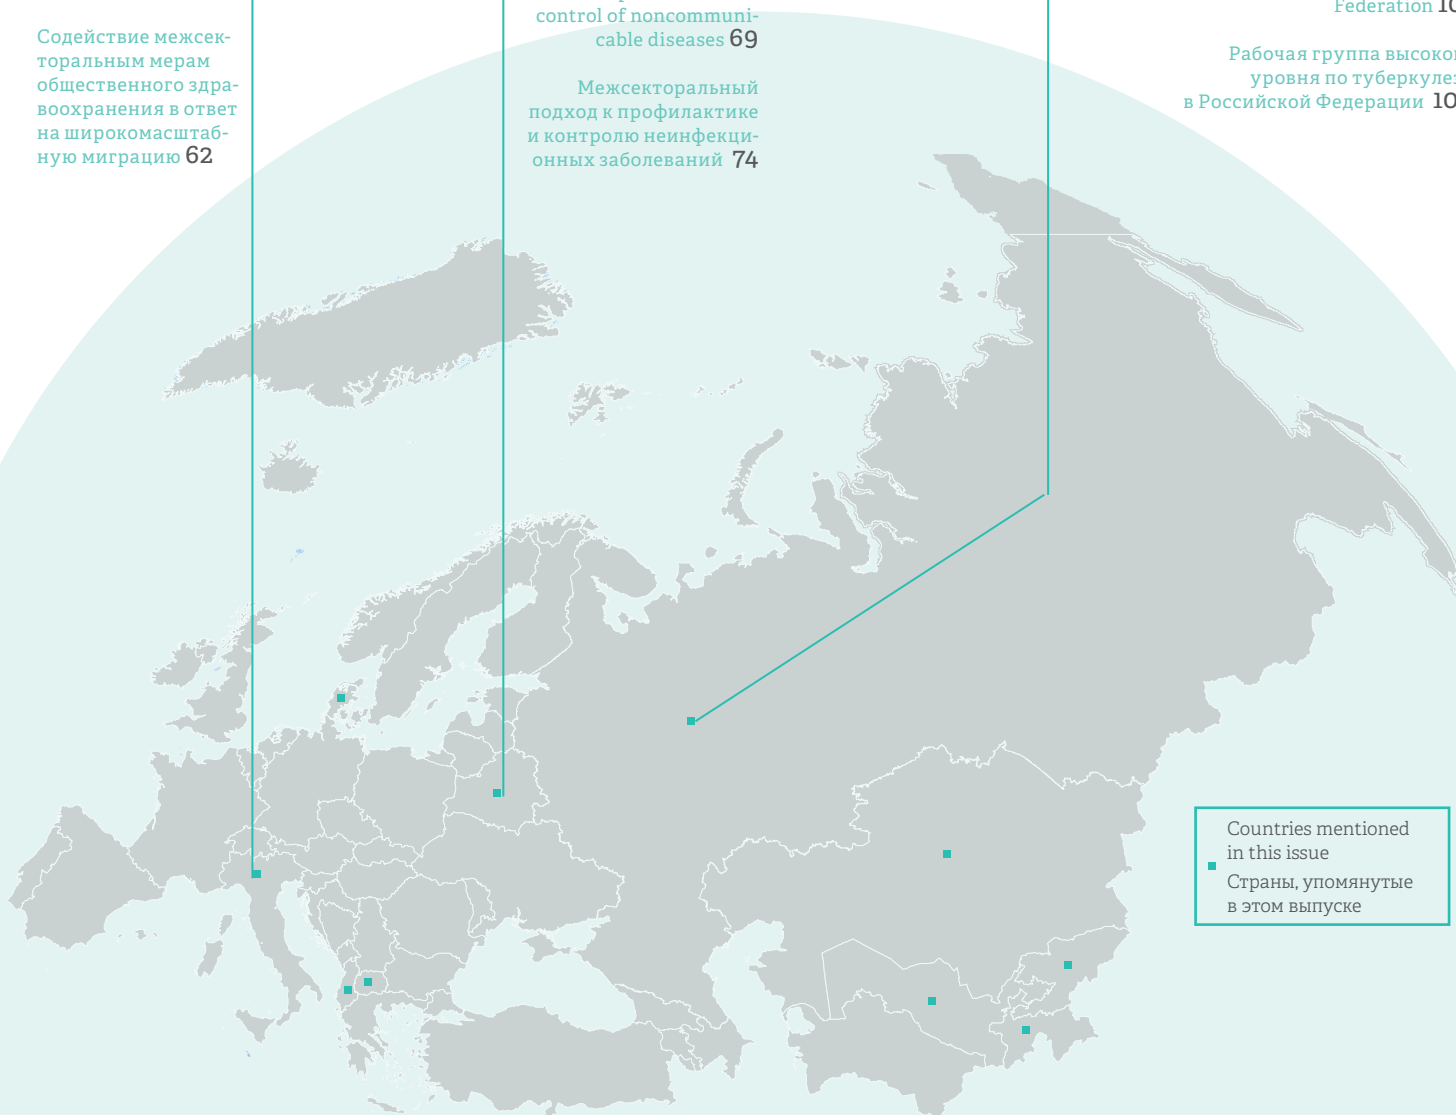 Содействие межсек-
торальным мерам
общественного здра-
воохранения в ответ
на широкомасштаб-
ную миграцию 62
control of noncommuni-
cable diseases 69
Межсекторальный
подход к профилактике
и контролю неинфекци-
онных заболеваний 74
Federation
Рабочая группа
уровня по
в Российской Федерации
Countries mentioned
in this issue
Страны, упомянутые
в этом выпуске